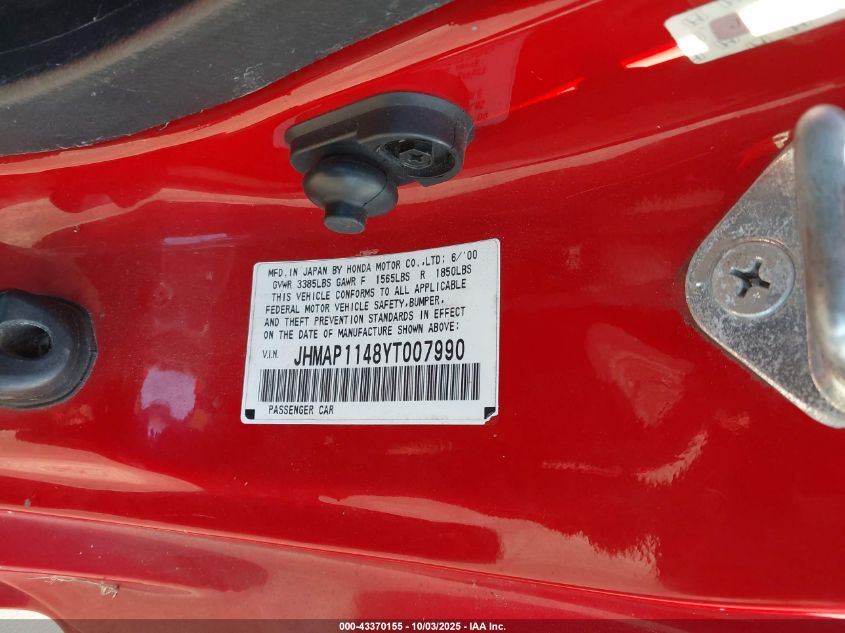 MFD. IN JAPAN BY HONDA MOTOR CO.,LTD; 6/'00
GVWR 3385LBS GAWR F 1565LBS R 1850LBS
THIS VEHICLE CONFORMS TO ALL APPLICABLE
FEDERAL MOTOR VEHICLE SAFETY,BUMPER,
AND THEFT PREVENTION STANDARDS IN EFFECT
ON THE DATE OF MANUFACTURE SHOWN ABOVE;
V.I.N. JHMAP1148YT007990
PASSENGER CAR
000-43370155 - 10/03/2025 - IAA Inc.